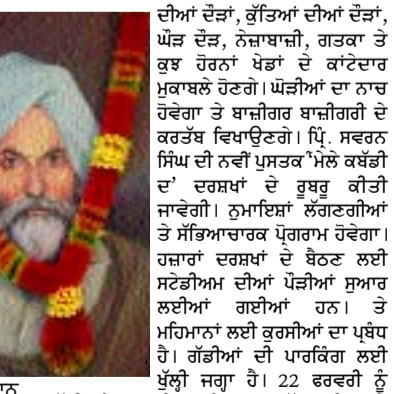 ਦੀਆਂ ਦੌੜਾਂ, ਕੁੱਤਿਆਂ ਦੀਆਂ ਦੌੜਾਂ,
ਘੌੜ ਦੌੜ, ਨੇਜ਼ਾਬਾਜ਼ੀ, ਗਤਕਾ ਤੇ
ਕੁਝ ਹੋਰਨਾਂ ਖੇਡਾਂ ਦੇ ਕਾਂਟੇਦਾਰ
ਮੁਕਾਬਲੇ ਹੋਣਗੇ। ਘੋੜੀਆਂ ਦਾ ਨਾਚ
ਹੋਵੇਗਾ ਤੇ ਬਾਜ਼ੀਗਰ ਬਾਜ਼ੀਗਰੀ ਦੇ
ਕਰਤੱਬ ਵਿਖਾਉਣਗੇ। ਪ੍ਰਿੰ. ਸਵਰਨ
ਸਿੰਘ ਦੀ ਨਵੀਂ ਪੁਸਤਕ ‘ਮੇਲੇ ਕਬੱਡੀ
ਦ’ ਦਰਸ਼ਖਾਂ ਦੇ ਰੂਬਰੂ ਕੀਤੀ
ਜਾਵੇਗੀ। ਨੁਮਾਇਸ਼ਾਂ ਲੱਗਣਗੀਆਂ
ਤੇ ਸੱਭਿਆਚਾਰਕ ਪ੍ਰੋਗਰਾਮ ਹੋਵੇਗਾ।
ਹਜ਼ਾਰਾਂ ਦਰਸ਼ਖਾਂ ਦੇ ਬੈਠਣ ਲਈ
ਸਟੇਡੀਅਮ ਦੀਆਂ ਪੌੜੀਆਂ ਸੁਆਰ
ਲਈਆਂ ਗਈਆਂ ਹਨ। ਤੇ
ਮਹਿਮਾਨਾਂ ਲਈ ਕੁਰਸੀਆਂ ਦਾ ਪ੍ਰਬੰਧ
ਹੈ। ਗੱਡੀਆਂ ਦੀ ਪਾਰਕਿੰਗ ਲਈ
ਖੁੱਲ੍ਹੀ ਜਗ੍ਹਾ ਹੈ। 22 ਫਰਵਰੀ ਨੂੰ